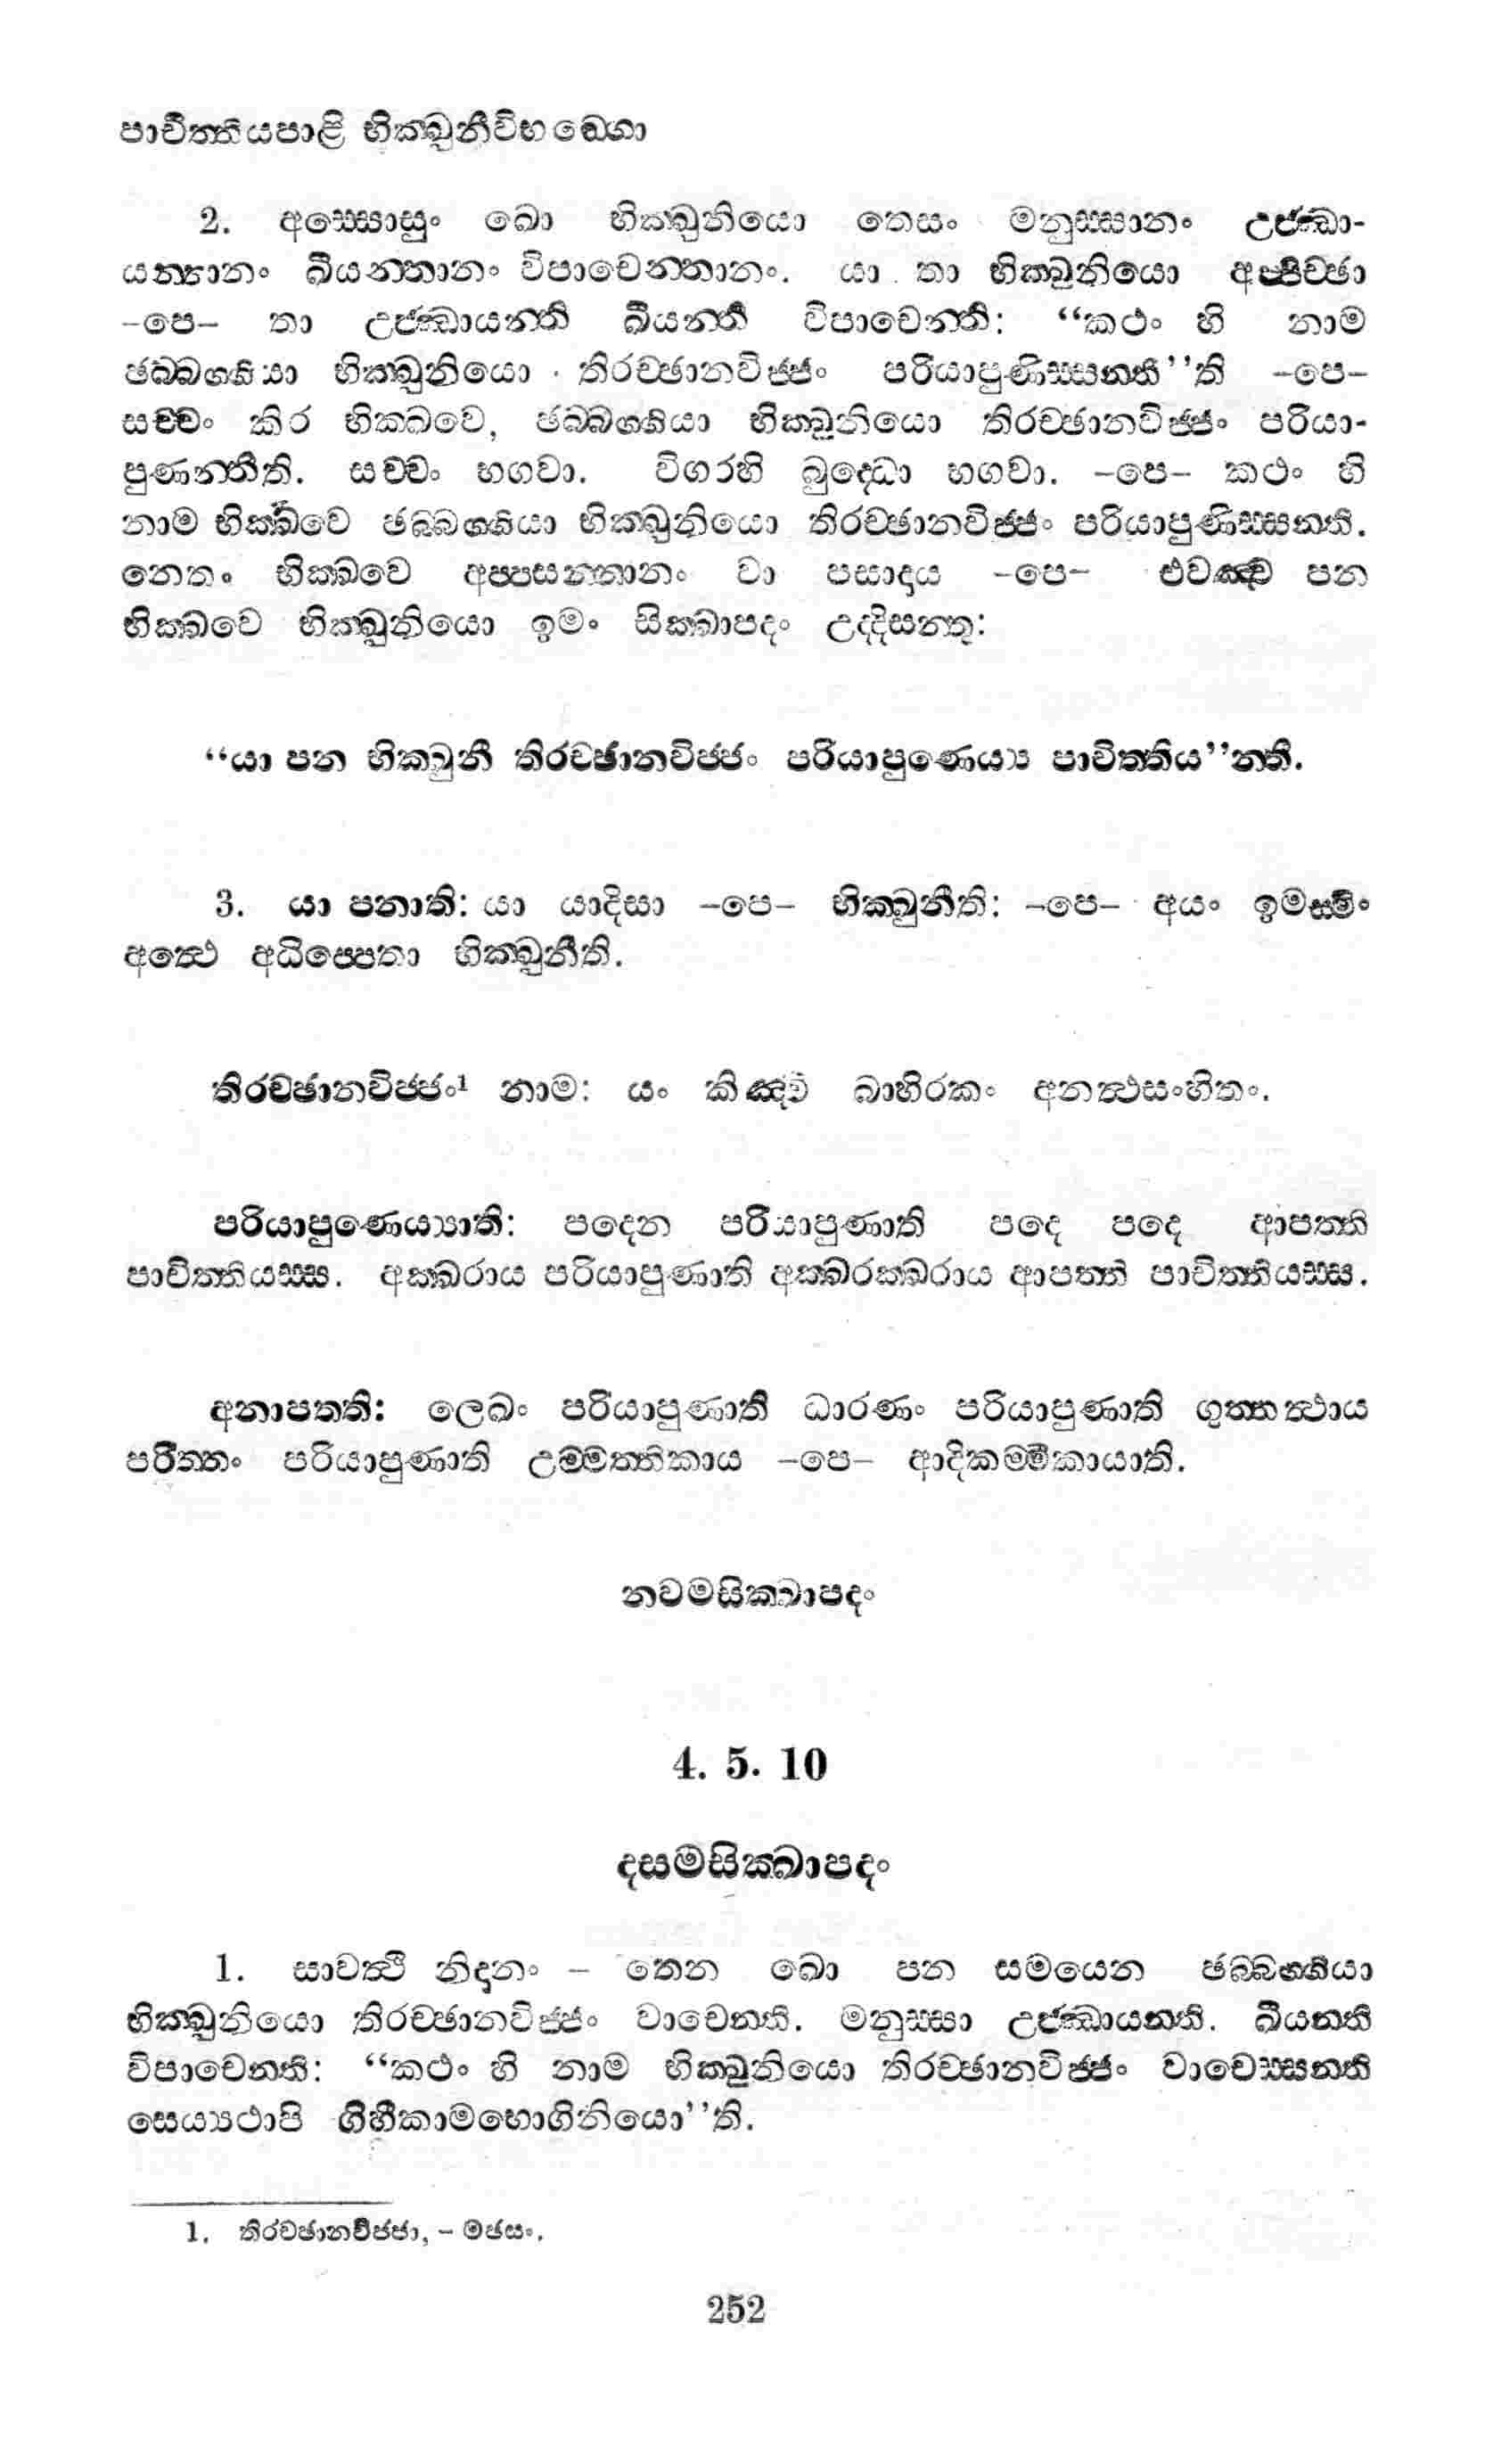 පාචිත්තියපාළි භික්ඛුනීවිභඞ්ගො
2. අස්සොසුං ඛො භික්ඛුනියො තෙසං මනුස්සානං උජ්ඣා-
යන්තානං ඛීයන්තානං විපාචෙන්තානං. යා තා භික්ඛුනියො අප්පිච්ඡා
–පෙ– තා උජ්ඣායන්ති ඛීයන්ති විපාචෙන්ති: “කථං හි නාම
ඡබ්බග්ගියා භික්ඛුනියො තිරච්ඡානවිජ්ජං පරියාපුණිස්සන්තී’’ති –පෙ–
සච්චං කිර භික්ඛවෙ, ඡබ්බග්ගියා භික්ඛුනියො තිරච්ඡානවිජ්ජං පරියා-
පුණන්තීති. සච්චං භගවා. විගරහි බුද්ධො භගවා. –පෙ– කථං හි
නාම භික්ඛවෙ ඡබ්බග්ගියා භික්ඛුනියො තිරච්ඡානවිජ්ජං පරියාපුණිස්සන්ති.
නෙතං භික්ඛවෙ අප්පසන්නානං වා පසාදාය –පෙ– එවඤ්ච පන
භික්ඛවෙ භික්ඛුනියො ඉමං සික්ඛාපදං උද්දිසන්තු:
“යා පන භික්ඛුනී තිරච්ඡානවිජ්ජං පරියාපුණෙය්‍ය පාචිත්තිය’’න්ති.
3. යා පනාති: යා යාදිසා –පෙ– භික්ඛුනීති: –පෙ– අයං ඉමස්මිං
අත්ථෙ අධිප්පෙතා භික්ඛුනීති.
තිරච්ඡානවිජ්ජං¹ නාම: යං කිඤ්චි බාහිරකං අනත්ථසංහිතං.
පරියාපුණෙය්‍යාති: පදෙන පරියාපුණාති පදෙ පදෙ ආපත්ති
පාචිත්තියස්ස. අක්ඛරාය පරියාපුණාති අක්ඛරක්ඛරාය ආපත්ති පාචිත්තියස්ස.
අනාපත්ති: ලෙඛං පරියාපුණාති ධාරණං පරියාපුණාති ගුත්තත්ථාය
පරිත්තං පරියාපුණාති උම්මත්තිකාය –පෙ– ආදිකම්මිකායාති.
නවමසික්ඛාපදං
4. 5. 10
දසමසික්ඛාපදං
1. සාවත්ථි නිදානං – තෙන ඛො පන සමයෙන ඡබ්බග්ගියා
භික්ඛුනියො තිරච්ඡානවිජ්ජං වාචෙන්ති. මනුස්සා උජ්ඣායන්ති. ඛීයන්ති
විපාචෙන්ති: “කථං හි නාම භික්ඛුනියො තිරච්ඡානවිජ්ජං වාචෙස්සන්ති
සෙය්‍යථාපි ගිහීකාමභොගිනියො’’ති.
1. තිරච්ඡානවිජ්ජා, – මඡසං.
252